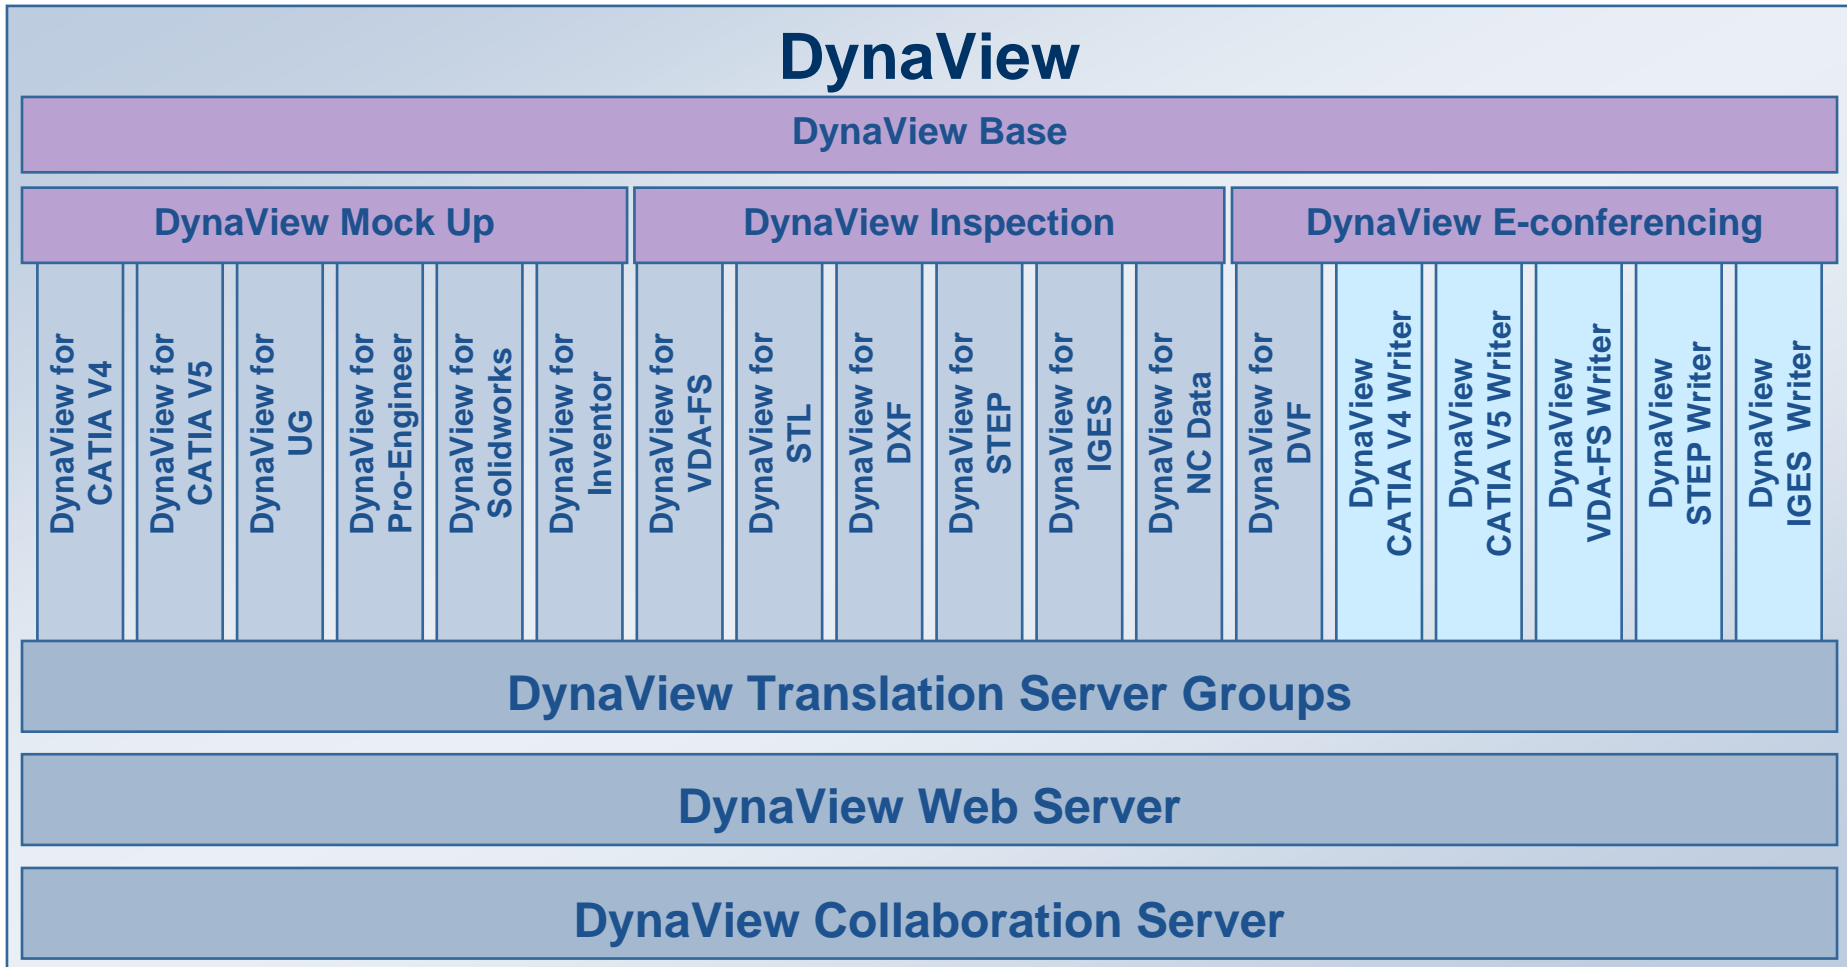 DynaView
DynaView Base
DynaView Mock Up
DynaView Inspection
DynaView E-conferencing
DynaView for
CATIA V4
DynaView for
CATIA V5
DynaView for
UG
DynaView for
Pro-Engineer
DynaView for
Solidworks
DynaView for
Inventor
DynaView for
VDA-FS
DynaView for
STL
DynaView for
DXF
DynaView for
STEP
DynaView for
IGES
DynaView for
NC Data
DynaView for
DVF
DynaView
CATIA V4 Writer
DynaView
CATIA V5 Writer
DynaView
VDA-FS Writer
DynaView
STEP Writer
DynaView
IGES  Writer
DynaView Translation Server Groups
DynaView Web Server
DynaView Collaboration Server